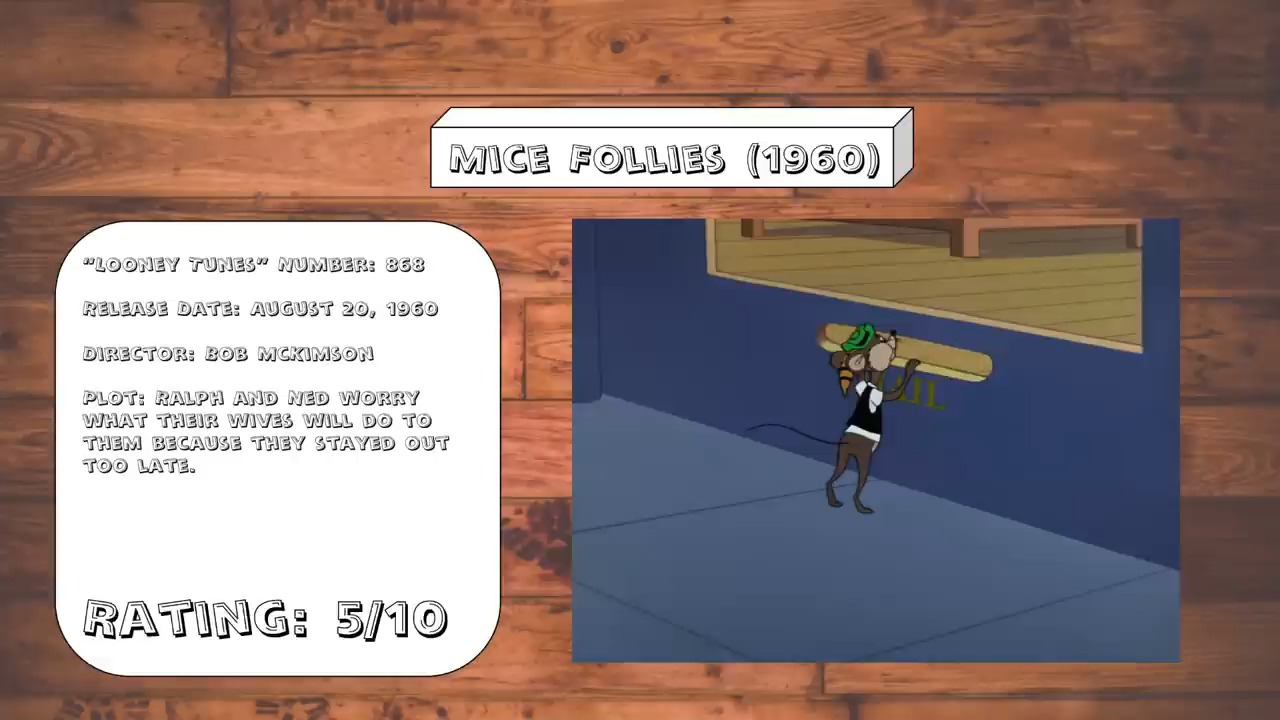 MICE FOLLIES (1960)
"LOONEY TUNES" NUMBER: 868
RELEASE DATE: AUGUST 20, 1960
DIRECTOR: BOB MCKIMSON
PLOT: RALPH AND NED WORRY
WHAT THEIR WIVES WILL DO TO
THEM BECAUSE THEY STAYED OUT
TOO LATE.
RATING: 5/10